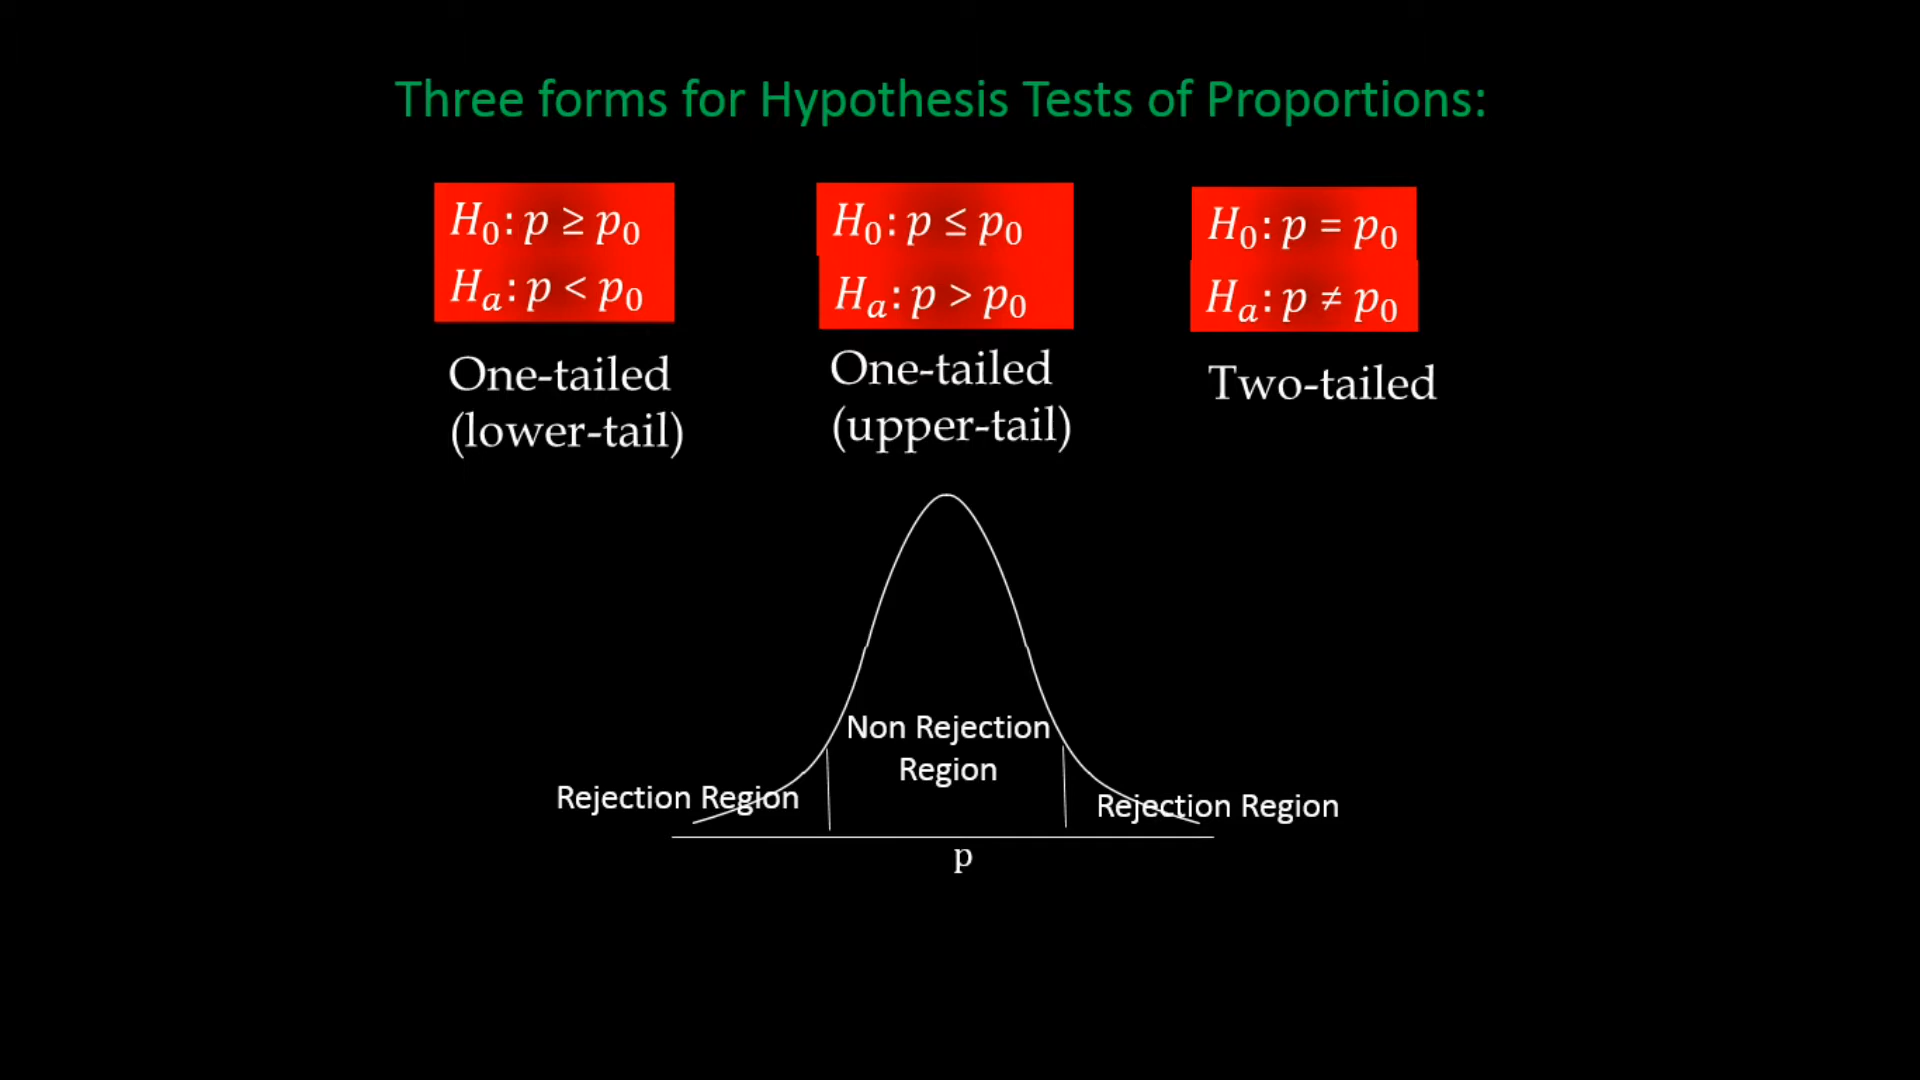 Three forms for Hypothesis Tests of Proportions:
H₀: p ≥ p₀
Hₐ: p < p₀
One-tailed
(lower-tail)
H₀: p ≤ p₀
Hₐ: p > p₀
One-tailed
(upper-tail)
H₀: p = p₀
Hₐ: p ≠ p₀
Two-tailed
Non Rejection
Region
Rejection Region
Rejection Region
p